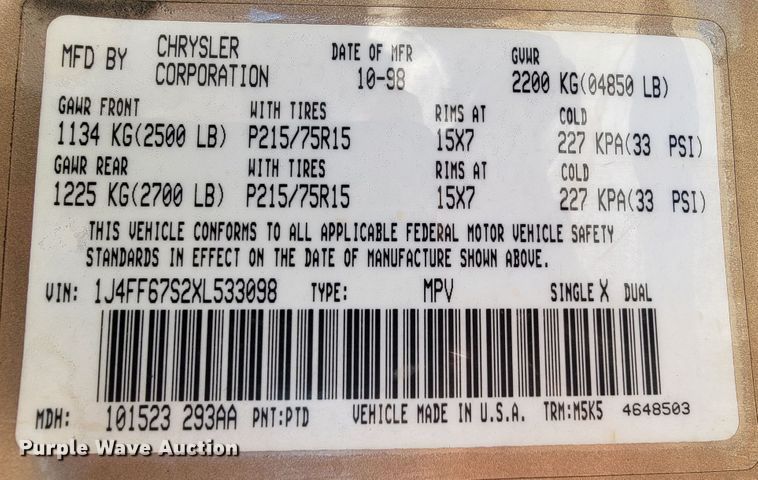 MFD BY CHRYSLER CORPORATION DATE OF MFR 10-98 GVWR 2200 KG(04850 LB)
GAWR FRONT WITH TIRES RIMS AT COLD
1134 KG(2500 LB) P215/75R15 15X7 227 KPA(33 PSI)
GAWR REAR WITH TIRES RIMS AT COLD
1225 KG(2700 LB) P215/75R15 15X7 227 KPA(33 PSI)
THIS VEHICLE CONFORMS TO ALL APPLICABLE FEDERAL MOTOR VEHICLE SAFETY
STANDARDS IN EFFECT ON THE DATE OF MANUFACTURE SHOWN ABOVE.
VIN: 1J4FF67S2XL533098 TYPE: MPV SINGLE X DUAL
MDH: 101523 293AA PNT:PTD VEHICLE MADE IN U.S.A. TRM:M5K5 4648503
Purple Wave Auction